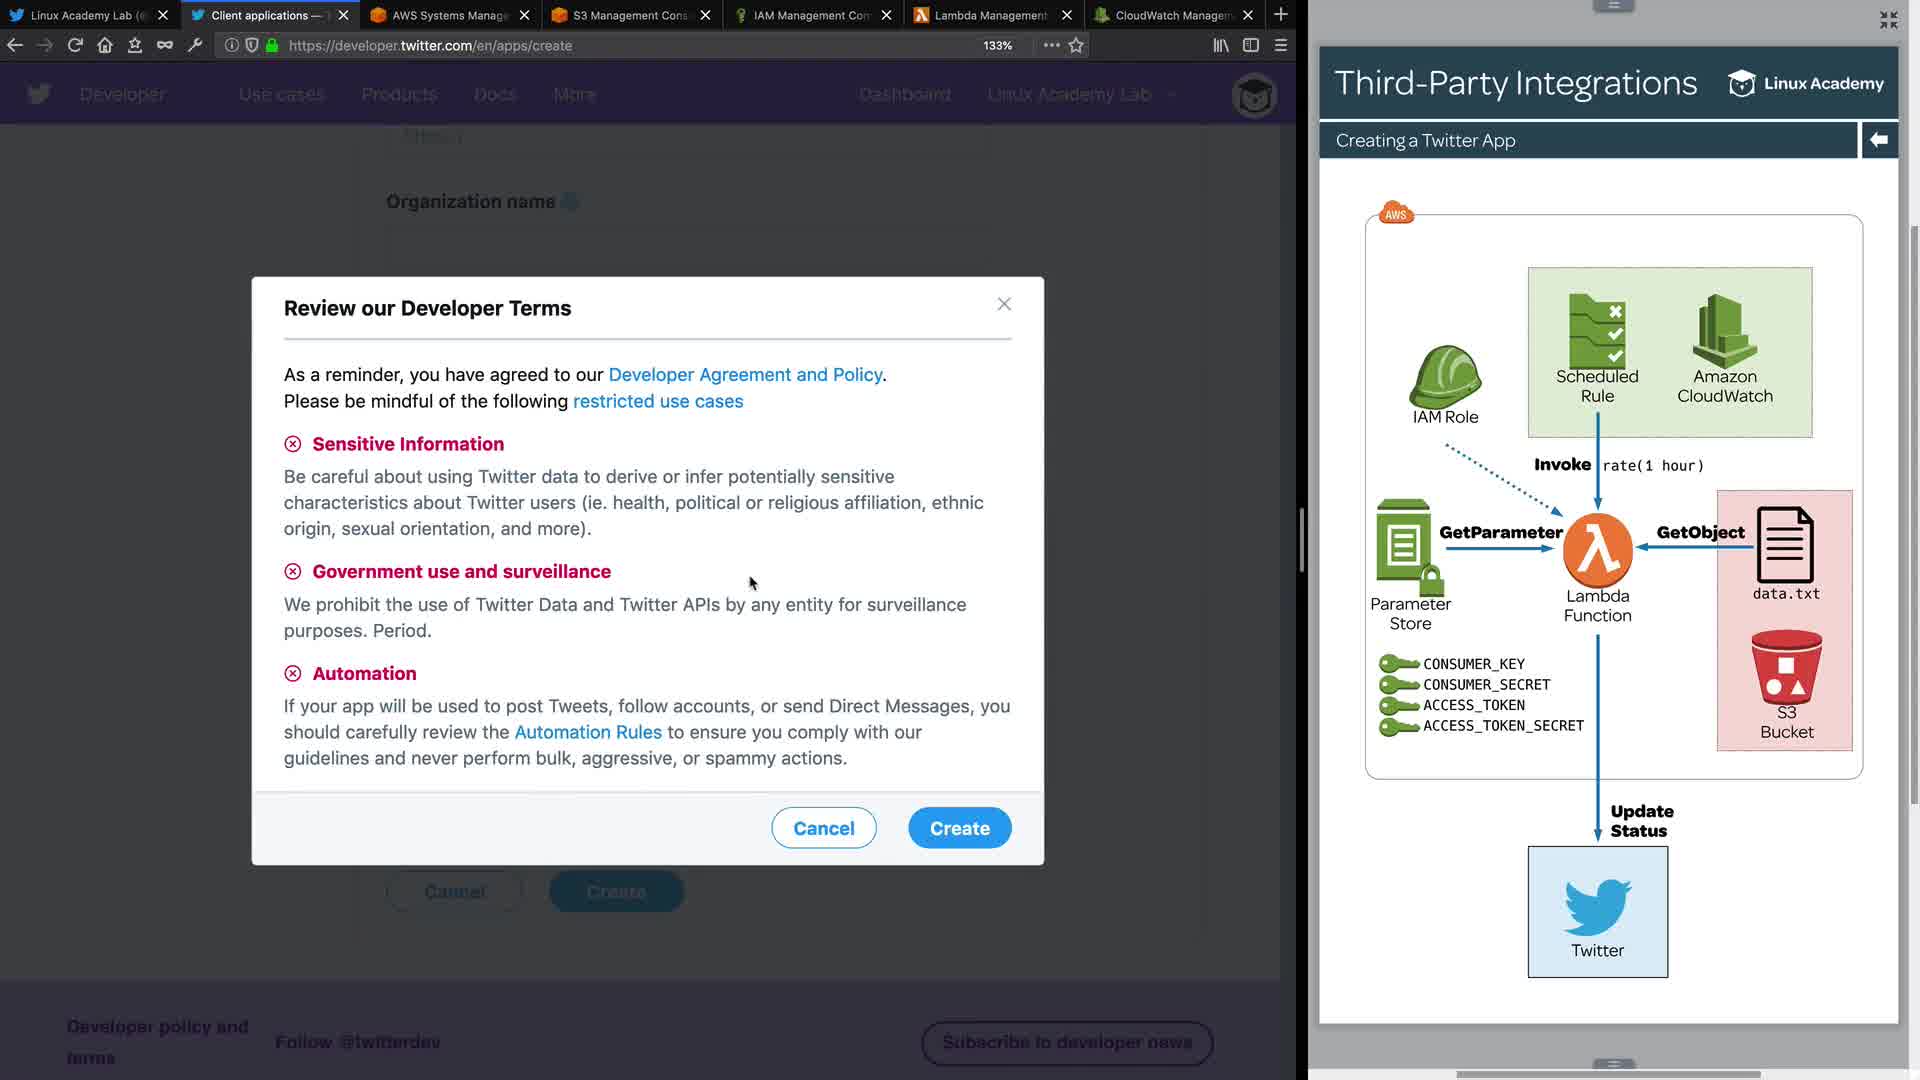 Linux Academy Lab (
Client applications —
AWS Systems Manage
S3 Management Cons
IAM Management Con
Lambda Management
CloudWatch Managem
https://developer.twitter.com/en/apps/create
133%
Developer
Use cases
Products
Docs
More
Dashboard
Linux Academy Lab
Organization name
Review our Developer Terms
As a reminder, you have agreed to our Developer Agreement and Policy.
Please be mindful of the following restricted use cases
Sensitive Information
Be careful about using Twitter data to derive or infer potentially sensitive
characteristics about Twitter users (ie. health, political or religious affiliation, ethnic
origin, sexual orientation, and more).
Government use and surveillance
We prohibit the use of Twitter Data and Twitter APIs by any entity for surveillance
purposes. Period.
Automation
If your app will be used to post Tweets, follow accounts, or send Direct Messages, you
should carefully review the Automation Rules to ensure you comply with our
guidelines and never perform bulk, aggressive, or spammy actions.
Cancel
Create
Cancel
Create
Developer policy and
terms
Follow @twitterdev
Subscribe to developer news
Third-Party Integrations
Linux Academy
Creating a Twitter App
AWS
Scheduled
Rule
Amazon
CloudWatch
IAM Role
Invoke
rate(1 hour)
GetParameter
GetObject
data.txt
Parameter
Store
Lambda
Function
CONSUMER_KEY
CONSUMER_SECRET
ACCESS_TOKEN
ACCESS_TOKEN_SECRET
S3
Bucket
Update
Status
Twitter